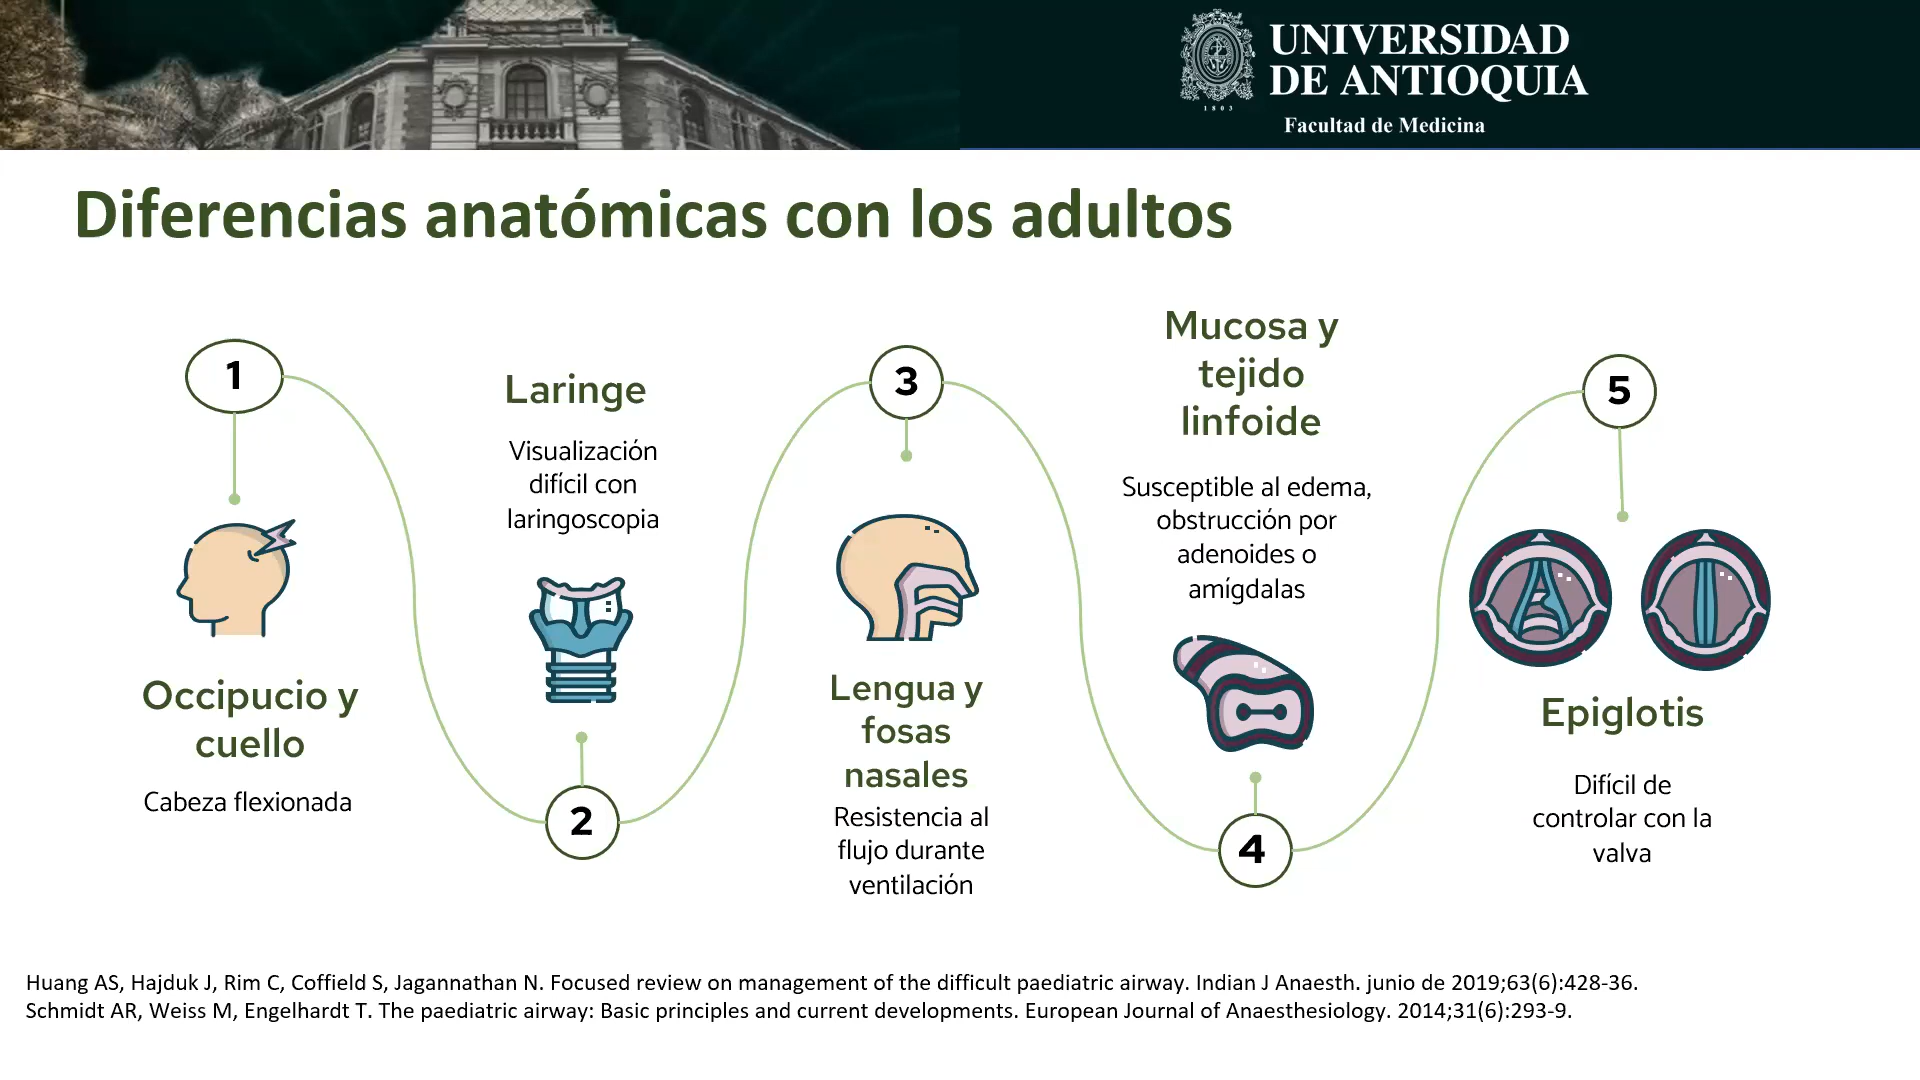 UNIVERSIDAD
DE ANTIOQUIA
1803
Facultad de Medicina
Diferencias anatómicas con los adultos
1
Occipucio y
cuello
Cabeza flexionada
Laringe
Visualización
difícil con
laringoscopia
2
3
Lengua y
fosas
nasales
Resistencia al
flujo durante
ventilación
Mucosa y
tejido
linfoide
Susceptible al edema,
obstrucción por
adenoides o
amígdalas
4
5
Epiglotis
Difícil de
controlar con la
valva
Huang AS, Hajduk J, Rim C, Coffield S, Jagannathan N. Focused review on management of the difficult paediatric airway. Indian J Anaesth. junio de 2019;63(6):428-36.
Schmidt AR, Weiss M, Engelhardt T. The paediatric airway: Basic principles and current developments. European Journal of Anaesthesiology. 2014;31(6):293-9.